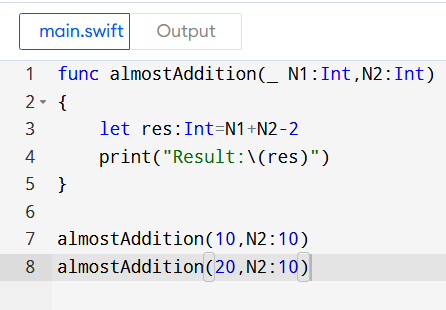 main.swift Output
1 func almostAddition(_ N1:Int,N2:Int)
2 {
3     let res:Int=N1+N2-2
4     print("Result:\(res)")
5 }
6
7 almostAddition(10,N2:10)
8 almostAddition(20,N2:10)